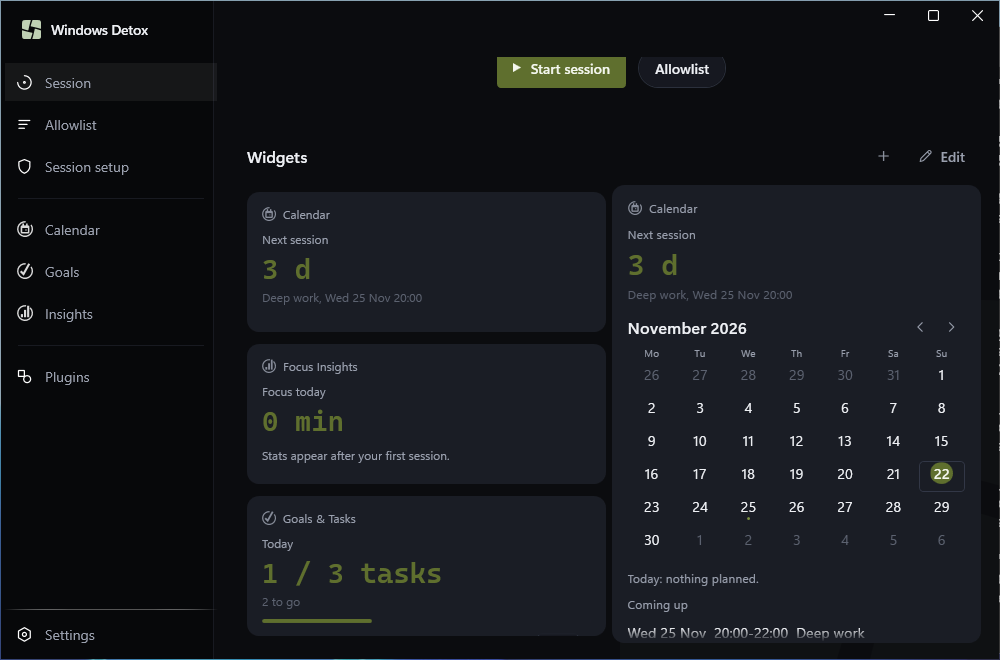 Windows Detox
Start session
Allowlist
Session
Allowlist
Session setup
Calendar
Goals
Insights
Plugins
Settings
Widgets
Edit
Calendar
Next session
3 d
Deep work, Wed 25 Nov 20:00
Focus Insights
Focus today
0 min
Stats appear after your first session.
Goals & Tasks
Today
1 / 3 tasks
2 to go
Calendar
Next session
3 d
Deep work, Wed 25 Nov 20:00
November 2026
Mo Tu We Th Fr Sa Su
26 27 28 29 30 31 1
2 3 4 5 6 7 8
9 10 11 12 13 14 15
16 17 18 19 20 21 22
23 24 25 26 27 28 29
30 1 2 3 4 5 6
Today: nothing planned.
Coming up
Wed 25 Nov 20:00-22:00 Deep work